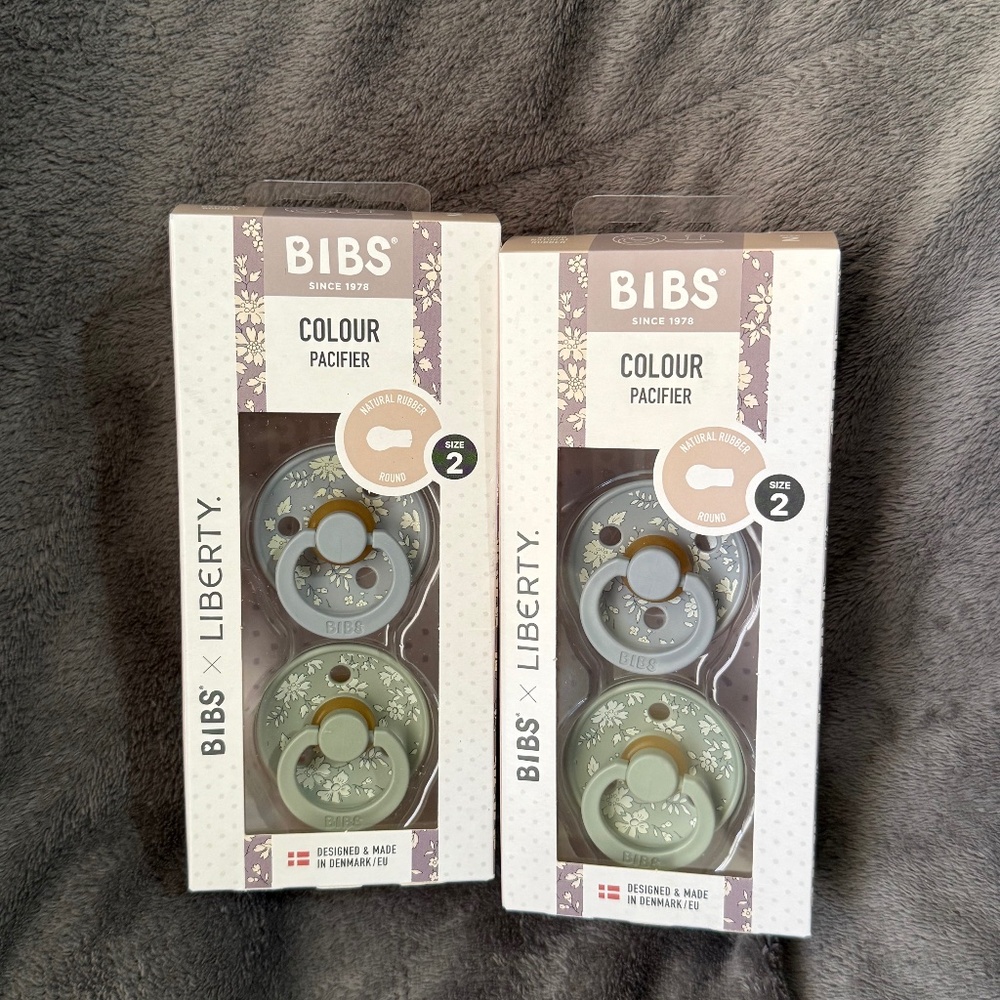 BIBS®
SINCE 1978
COLOUR
PACIFIER
NATURAL RUBBER
ROUND
SIZE
2
BIBS® × LIBERTY.
BIBS
BIBS
DESIGNED & MADE
IN DENMARK/EU
BIBS®
SINCE 1978
COLOUR
PACIFIER
NATURAL RUBBER
ROUND
SIZE
2
BIBS® × LIBERTY.
BIBS
BIBS
DESIGNED & MADE
IN DENMARK/EU